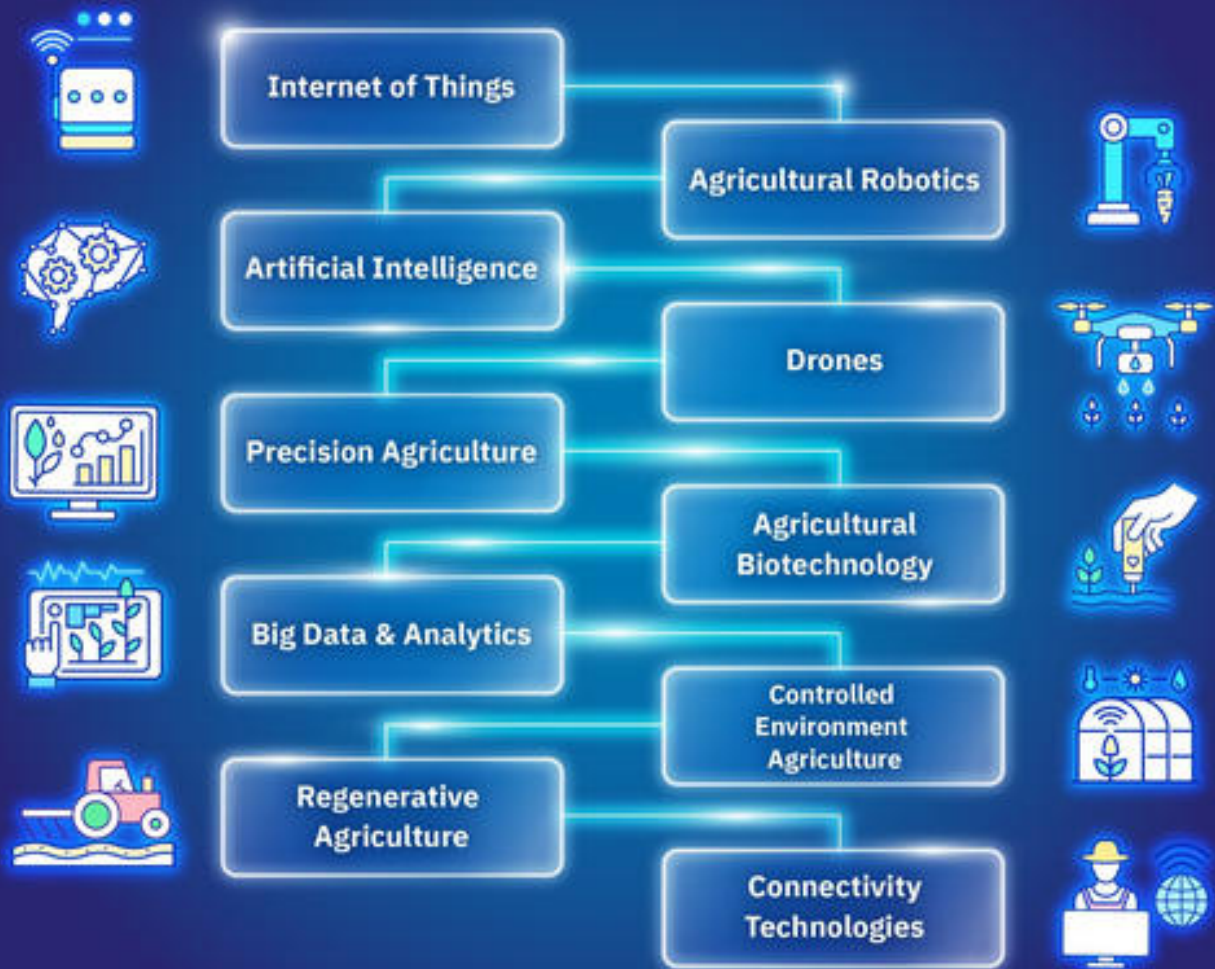 Internet of Things
Agricultural Robotics
Artificial Intelligence
Drones
Precision Agriculture
Agricultural
Biotechnology
Big Data & Analytics
Controlled
Environment
Agriculture
Regenerative
Agriculture
Connectivity
Technologies